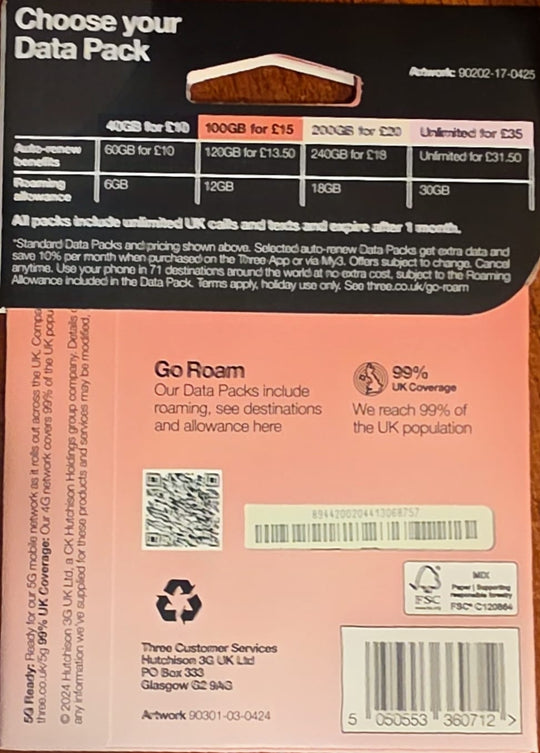 Choose your
Data Pack
Artwork: 90202-17-0425
40GB for £10 100GB for £15 200GB for £20 Unlimited for £35
Auto-renew benefits 60GB for £10 120GB for £13.50 240GB for £18 Unlimited for £31.50
Roaming allowance 6GB 12GB 18GB 30GB
All packs include unlimited UK calls and texts and expire after 1 month.
*Standard Data Packs and pricing shown above. Selected auto-renew Data Packs get extra data and
save 10% per month when purchased on the Three App or via My3. Offers subject to change. Cancel
anytime. Use your phone in 71 destinations around the world at no extra cost, subject to the Roaming
Allowance included in the Data Pack. Terms apply, holiday use only. See three.co.uk/go-roam
5G Ready: Ready for our 5G mobile network as it rolls out across the UK. Compa
three.co.uk/5g 99% UK Coverage: Our 4G network covers 99% of the UK popu
© 2024 Hutchison 3G UK Ltd, a CK Hutchison Holdings group company. Details
any information we've supplied for these products and services may be modified,
Go Roam
Our Data Packs include
roaming, see destinations
and allowance here
99%
UK Coverage
We reach 99% of
the UK population
8944200204413068757
FSC
MIX
Paper | Supporting
responsible forestry
FSC® C120864
Three Customer Services
Hutchison 3G UK Ltd
PO Box 333
Glasgow G2 9AG
Artwork 90301-03-0424
5 050553 360712 >